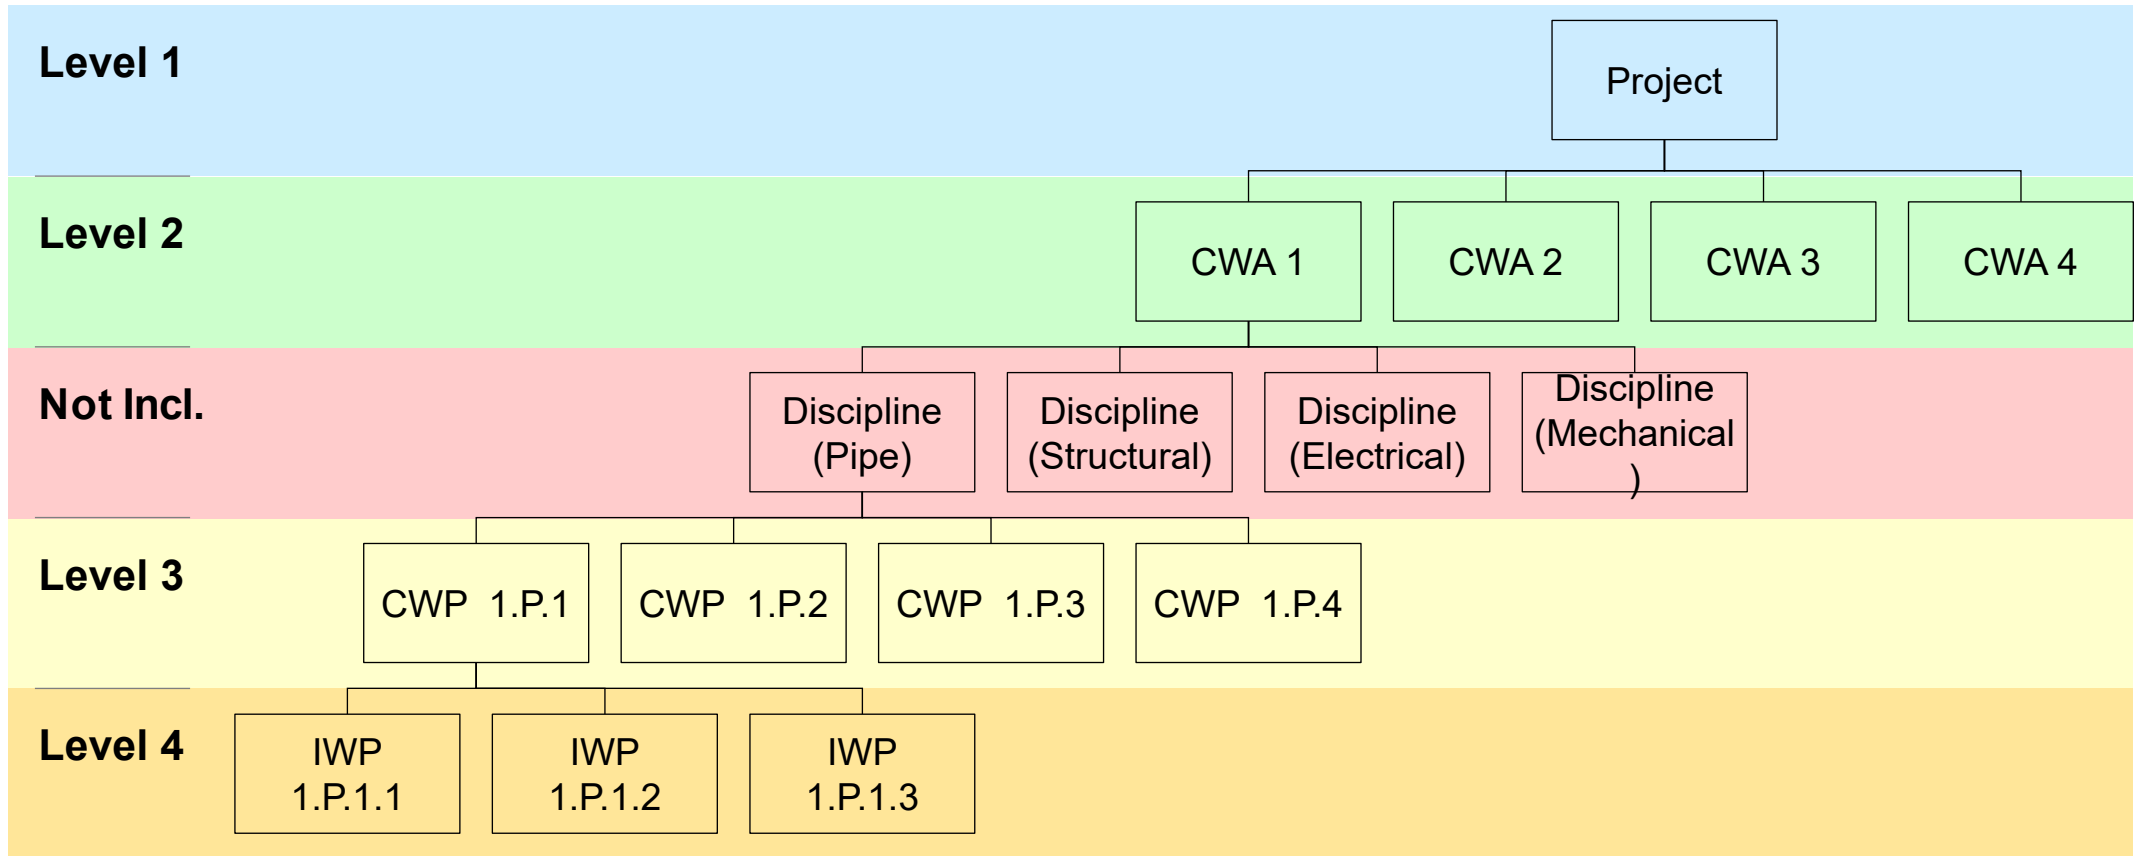 Level 1
Project
Level 2
CWA 1
CWA 2
CWA 3
CWA 4
Not Incl.
Discipline
(Pipe)
Discipline
(Structural)
Discipline
(Electrical)
Discipline
(Mechanical
)
Level 3
CWP  1.P.1
CWP  1.P.2
CWP  1.P.3
CWP  1.P.4
Level 4
IWP
1.P.1.1
IWP
1.P.1.2
IWP
1.P.1.3